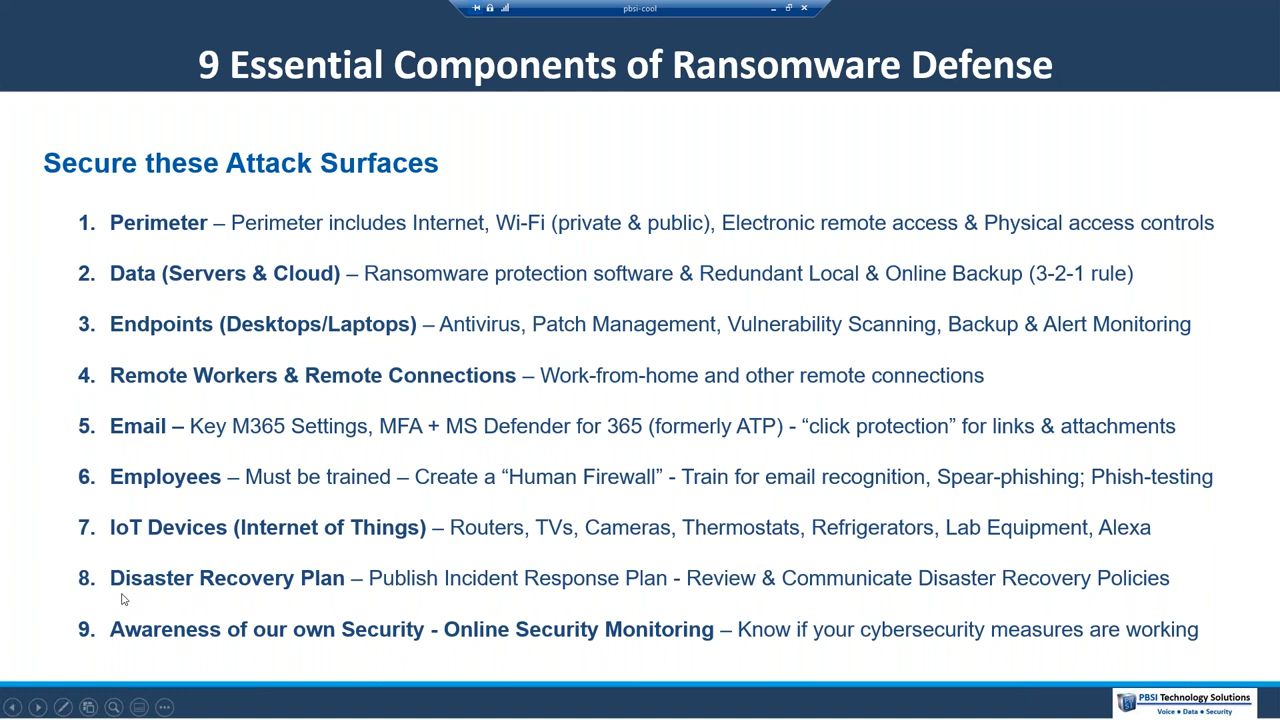 pbsi-cool
9 Essential Components of Ransomware Defense
Secure these Attack Surfaces
1. Perimeter – Perimeter includes Internet, Wi-Fi (private & public), Electronic remote access & Physical access controls
2. Data (Servers & Cloud) – Ransomware protection software & Redundant Local & Online Backup (3-2-1 rule)
3. Endpoints (Desktops/Laptops) – Antivirus, Patch Management, Vulnerability Scanning, Backup & Alert Monitoring
4. Remote Workers & Remote Connections – Work-from-home and other remote connections
5. Email – Key M365 Settings, MFA + MS Defender for 365 (formerly ATP) - “click protection” for links & attachments
6. Employees – Must be trained – Create a “Human Firewall” - Train for email recognition, Spear-phishing; Phish-testing
7. IoT Devices (Internet of Things) – Routers, TVs, Cameras, Thermostats, Refrigerators, Lab Equipment, Alexa
8. Disaster Recovery Plan – Publish Incident Response Plan - Review & Communicate Disaster Recovery Policies
9. Awareness of our own Security - Online Security Monitoring – Know if your cybersecurity measures are working
PBSI Technology Solutions
Voice ● Data ● Security